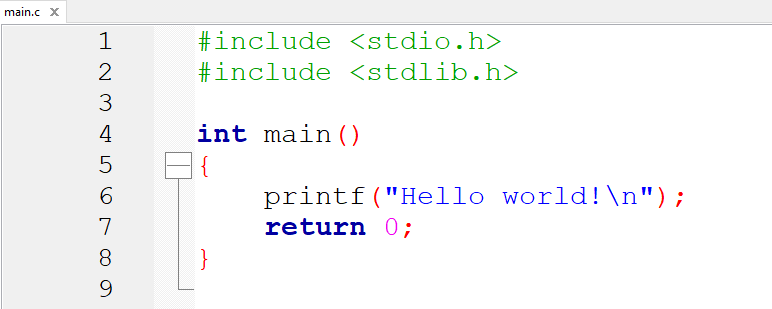 main.c X
1 #include <stdio.h>
2 #include <stdlib.h>
3
4 int main()
5 {
6     printf("Hello world!\n");
7     return 0;
8 }
9